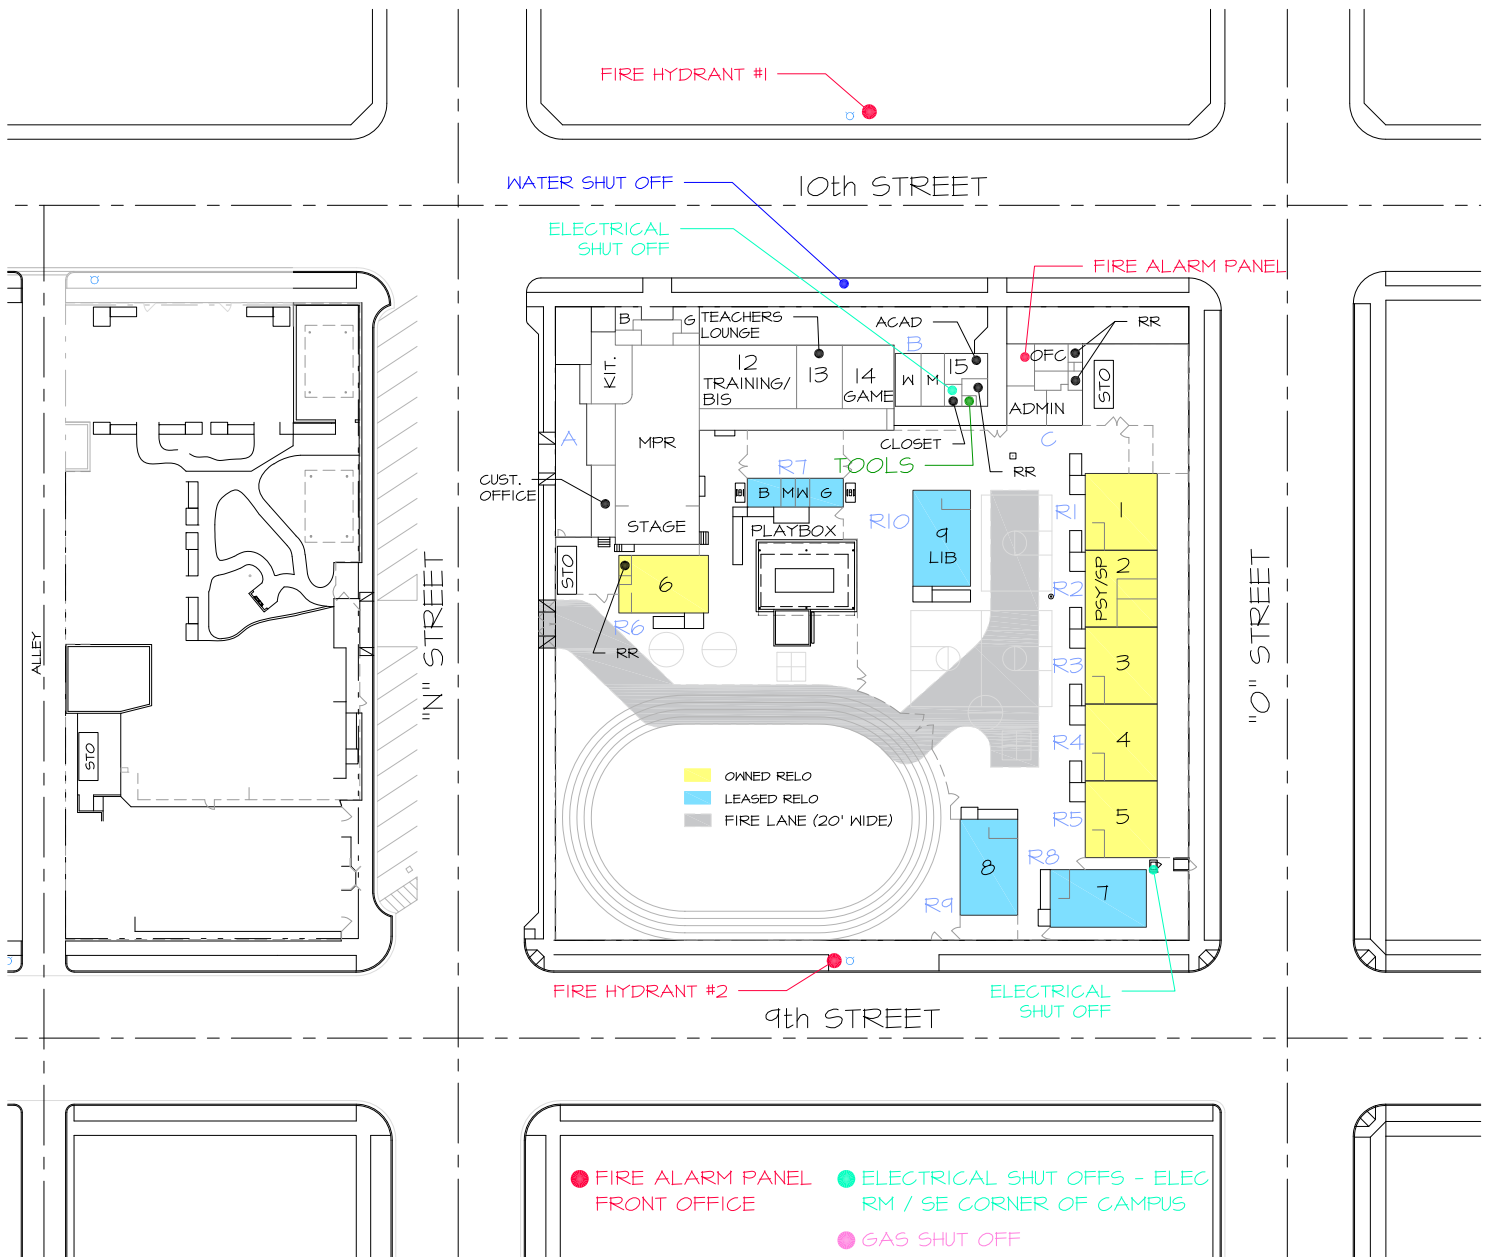 FIRE HYDRANT #1
WATER SHUT OFF
10th STREET
ELECTRICAL
SHUT OFF
FIRE ALARM PANEL
B
G
TEACHERS
LOUNGE
ACAD
B
RR
KIT.
12
TRAINING/
BIS
13
14
GAME
W
M
15
OFC
STO
ADMIN
A
MPR
CLOSET
C
TOOLS
RR
R7
CUST.
OFFICE
B
M
W
G
STAGE
PLAYBOX
R10
9
LIB
R1
1
STO
6
R6
RR
R2
2
PSY/SP
R3
3
R4
4
R5
5
ALLEY
"N" STREET
"O" STREET
STO
OWNED RELO
LEASED RELO
FIRE LANE (20' WIDE)
8
R8
7
R9
FIRE HYDRANT #2
ELECTRICAL
SHUT OFF
9th STREET
FIRE ALARM PANEL
FRONT OFFICE
ELECTRICAL SHUT OFFS - ELEC
RM / SE CORNER OF CAMPUS
GAS SHUT OFF